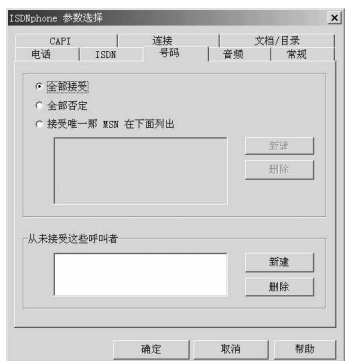 ISDNphone 参数选择
CAPI 连接 文档/目录
电话 ISDN 号码 音频 常规
全部接受
全部否定
接受唯一那 MSN 在下面列出
新建
删除
从未接受这些呼叫者
新建
删除
确定 取消 帮助